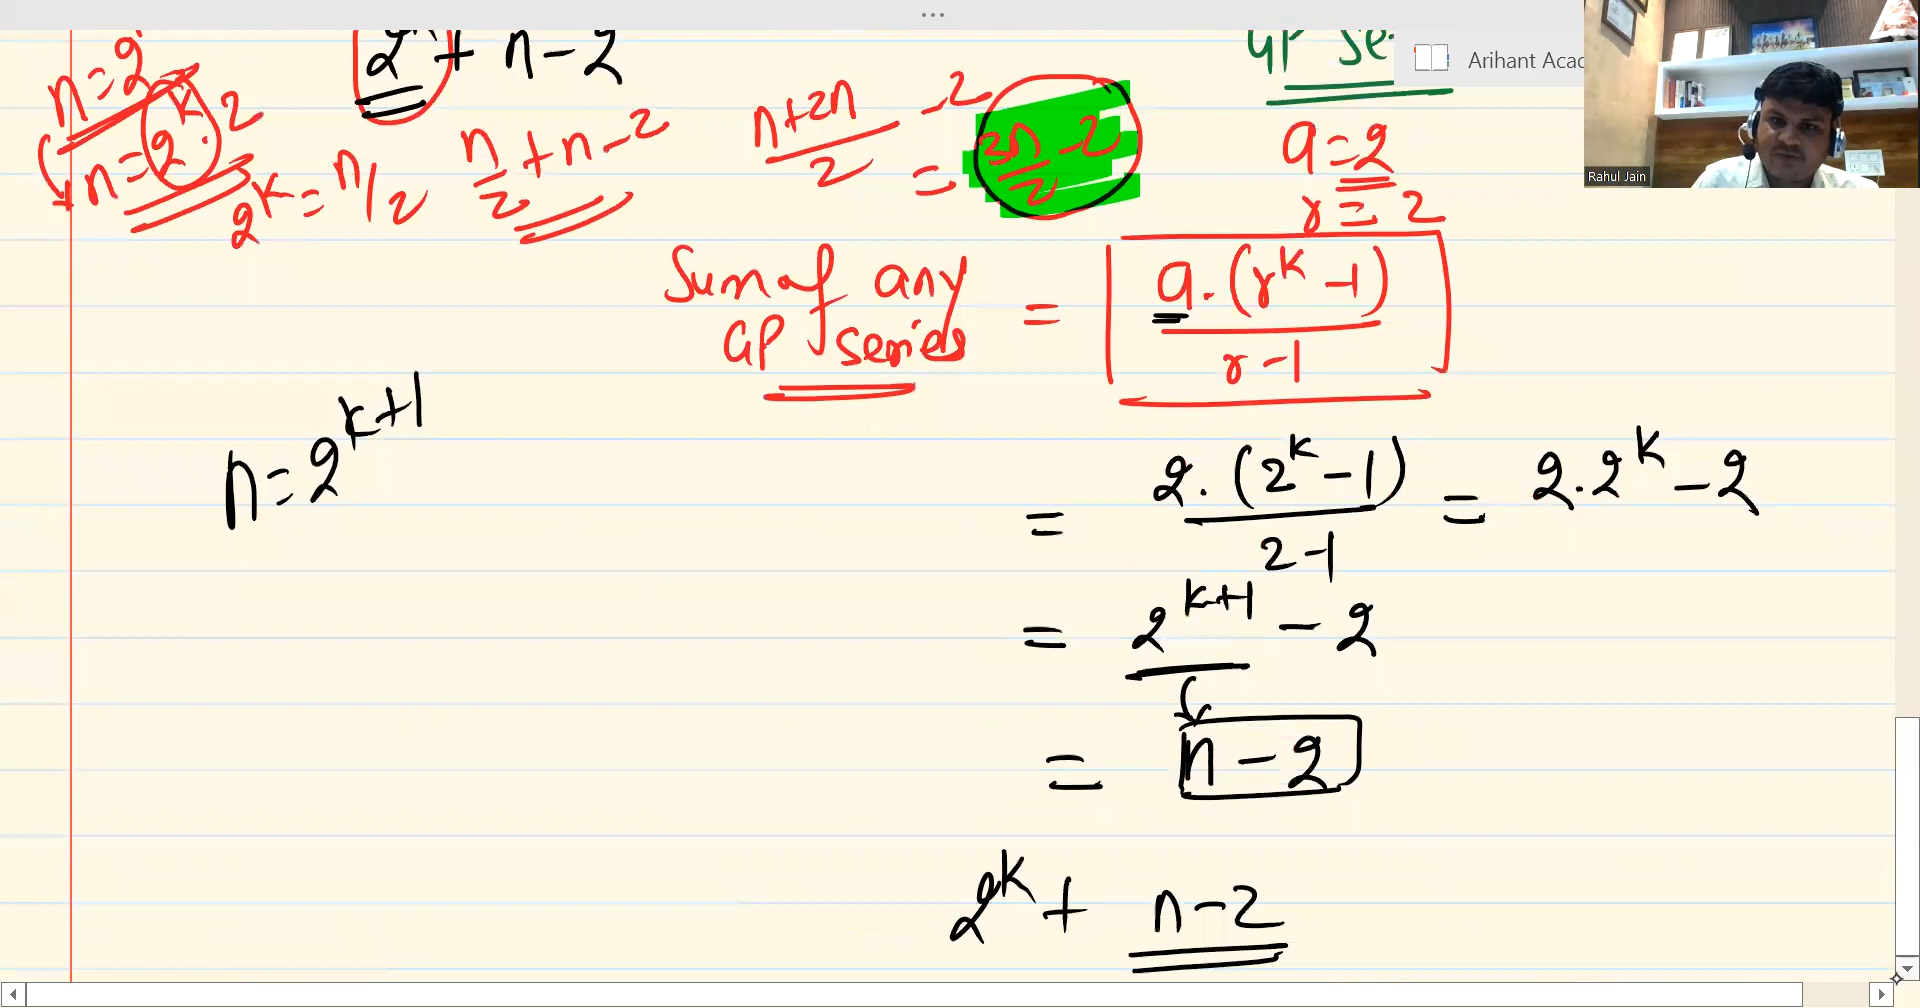 2^k + n - 2
GP Se
Arihant Acad
n = 2
n = 2^k . 2
2^k = n/2
n/2 + n - 2
(n + 2n)/2 - 2
= 3n/2 - 2
a = 2
r = 2
Rahul Jain
Sum of any GP series = a . (r^k - 1) / (r - 1)
n = 2^(k+1)
= 2 . (2^k - 1) / (2 - 1) = 2 . 2^k - 2
= 2^(k+1) - 2
= n - 2
2^k + n - 2